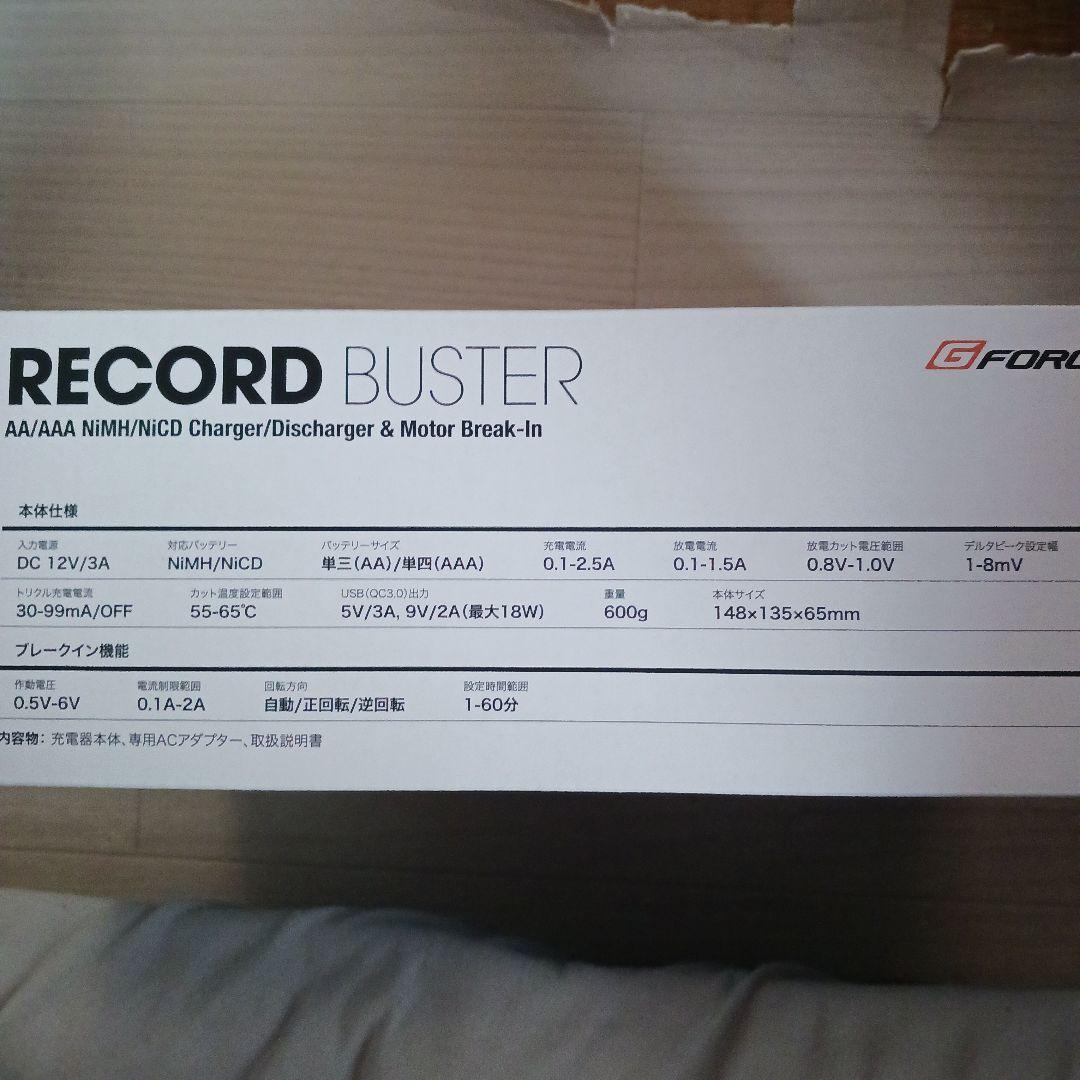 RECORD BUSTER
G FORC
AA/AAA NiMH/NiCD Charger/Discharger & Motor Break-In
本体仕様
入力電源 対応バッテリー バッテリーサイズ 充電電流 放電電流 放電カット電圧範囲 デルタピーク設定幅
DC 12V/3A NiMH/NiCD 単三(AA)/単四(AAA) 0.1-2.5A 0.1-1.5A 0.8V-1.0V 1-8mV
トリクル充電電流 カット温度設定範囲 USB(QC3.0)出力 重量 本体サイズ
30-99mA/OFF 55-65℃ 5V/3A, 9V/2A(最大18W) 600g 148×135×65mm
ブレークイン機能
作動電圧 電流制限範囲 回転方向 設定時間範囲
0.5V-6V 0.1A-2A 自動/正回転/逆回転 1-60分
内容物: 充電器本体、専用ACアダプター、取扱説明書